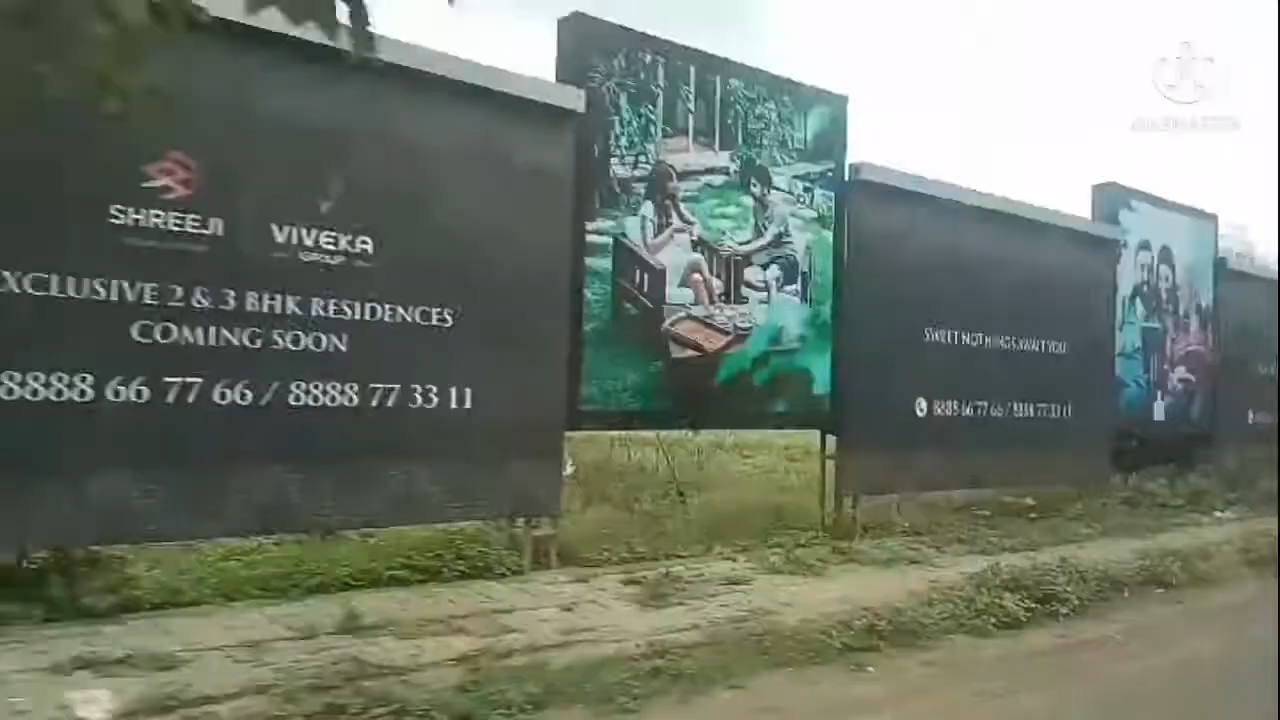 SHREEJI
VIVEKA
GROUP
XCLUSIVE 2 & 3 BHK RESIDENCES
COMING SOON
8888 66 77 66 / 8888 77 33 11
SWEET NOTHINGS AWAIT YOU
8888 66 77 66 / 8888 77 33 11